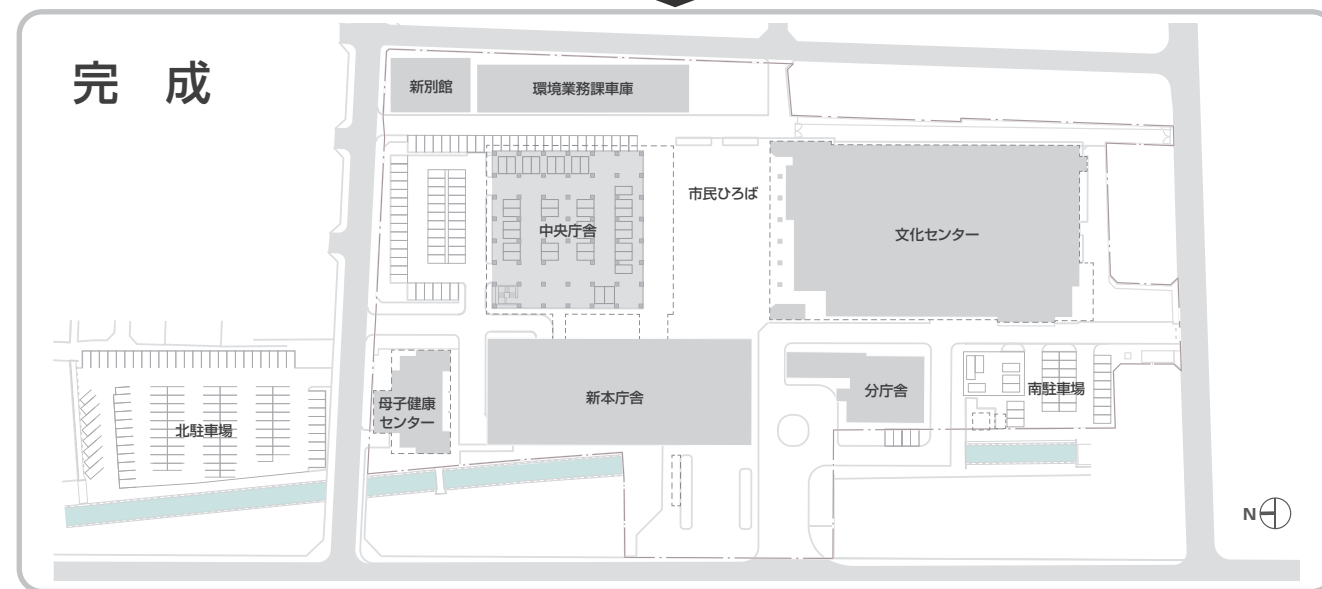 完 成
新別館
環境業務課車庫
市民ひろば
中央庁舎
文化センター
母子健康
センター
新本庁舎
分庁舎
南駐車場
北駐車場
N